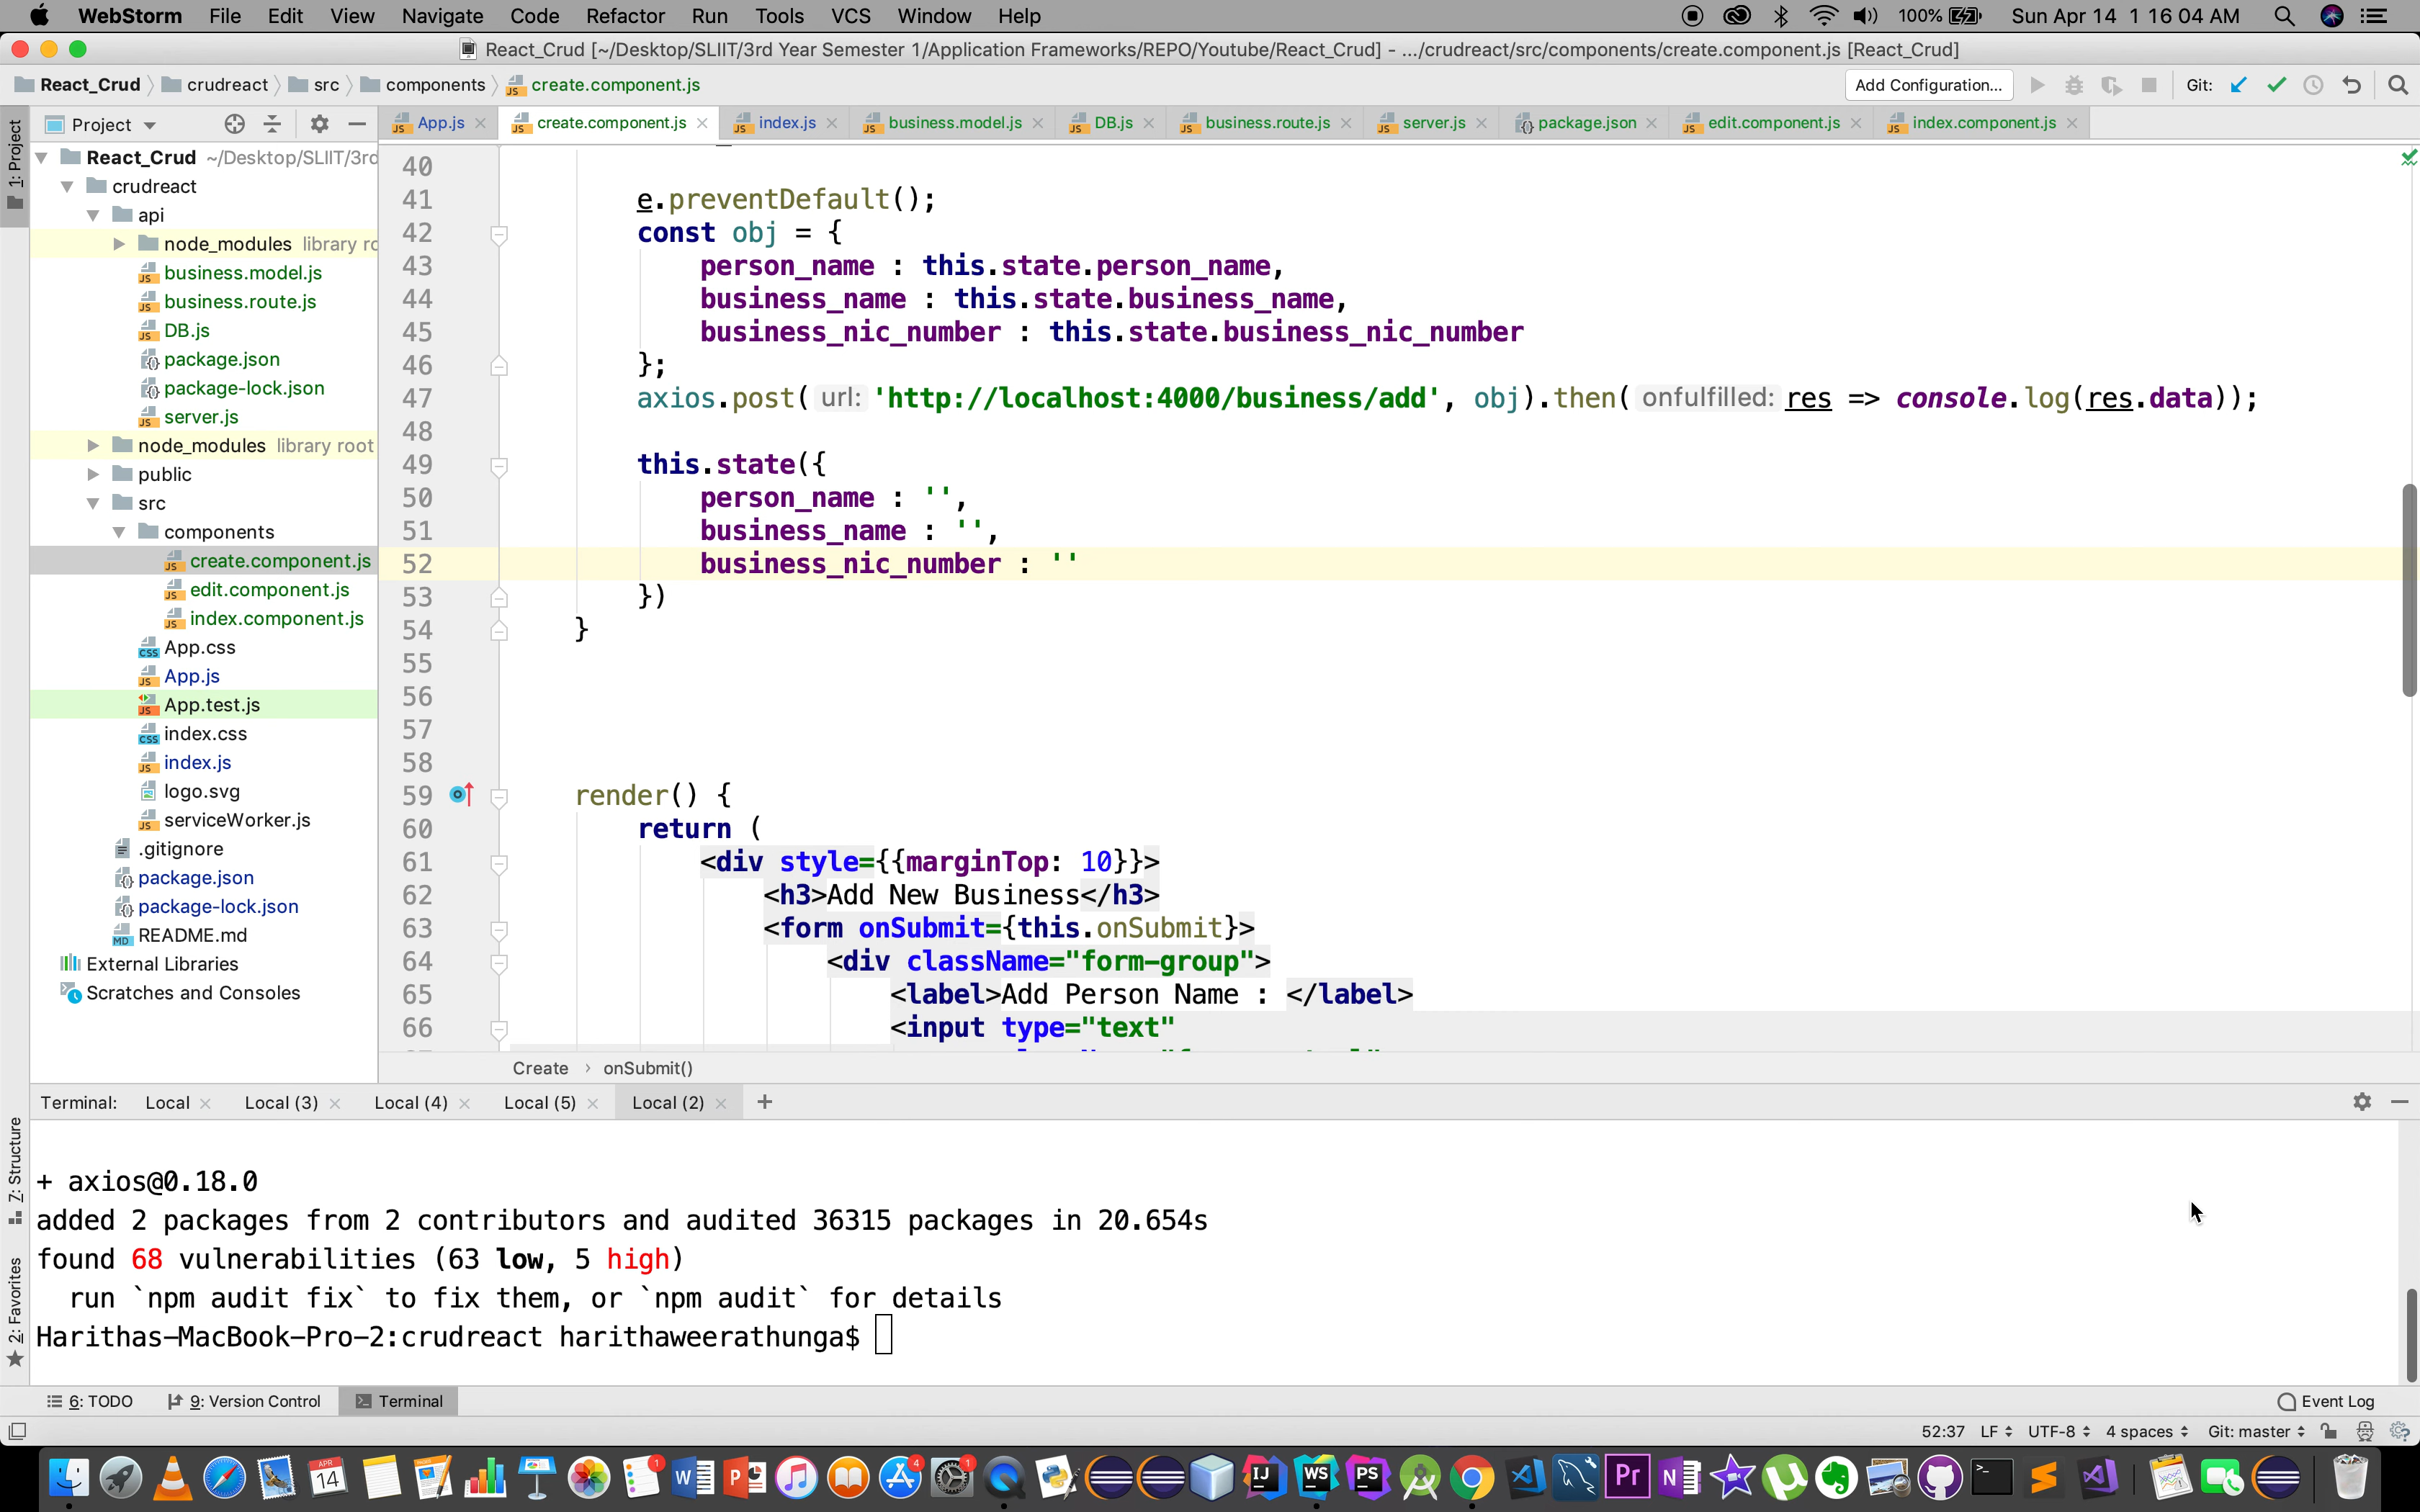 WebStorm File Edit View Navigate Code Refactor Run Tools VCS Window Help 100% Sun Apr 14 1 16 04 AM
React_Crud [~/Desktop/SLIIT/3rd Year Semester 1/Application Frameworks/REPO/Youtube/React_Crud] - .../crudreact/src/components/create.component.js [React_Crud]
React_Crud crudreact src components create.component.js Add Configuration... Git:
1: Project
Project
App.js create.component.js index.js business.model.js DB.js business.route.js server.js package.json edit.component.js index.component.js
React_Crud ~/Desktop/SLIIT/3rd
crudreact
api
node_modules library ro
business.model.js
business.route.js
DB.js
package.json
package-lock.json
server.js
node_modules library root
public
src
components
create.component.js
edit.component.js
index.component.js
App.css
App.js
App.test.js
index.css
index.js
logo.svg
serviceWorker.js
.gitignore
package.json
package-lock.json
README.md
External Libraries
Scratches and Consoles
40
41 e.preventDefault();
42 const obj = {
43 person_name : this.state.person_name,
44 business_name : this.state.business_name,
45 business_nic_number : this.state.business_nic_number
46 };
47 axios.post( url: 'http://localhost:4000/business/add', obj).then( onfulfilled: res => console.log(res.data));
48
49 this.state({
50 person_name : '',
51 business_name : '',
52 business_nic_number : ''
53 })
54 }
55
56
57
58
59 render() {
60 return (
61 <div style={{marginTop: 10}}>
62 <h3>Add New Business</h3>
63 <form onSubmit={this.onSubmit}>
64 <div className="form-group">
65 <label>Add Person Name : </label>
66 <input type="text"
Create › onSubmit()
Terminal: Local Local (3) Local (4) Local (5) Local (2) +
7: Structure
2: Favorites
+ axios@0.18.0
added 2 packages from 2 contributors and audited 36315 packages in 20.654s
found 68 vulnerabilities (63 low, 5 high)
run `npm audit fix` to fix them, or `npm audit` for details
Harithas-MacBook-Pro-2:crudreact harithaweerathunga$
6: TODO 9: Version Control Terminal Event Log
52:37 LF UTF-8 4 spaces Git: master